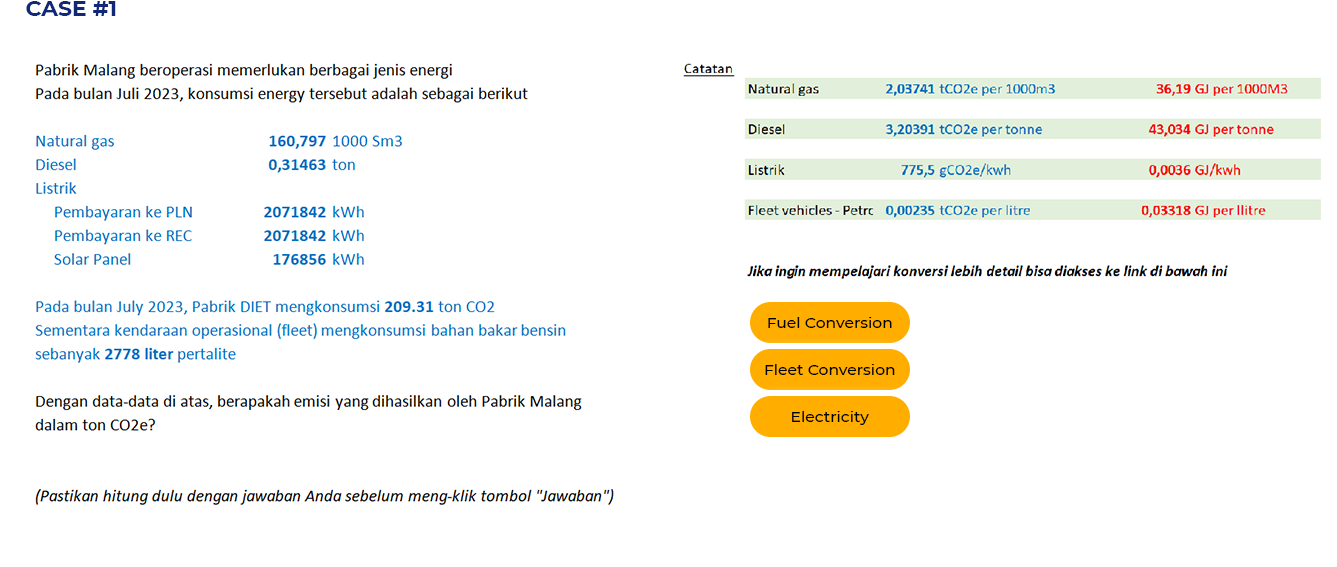 CASE #1
Pabrik Malang beroperasi memerlukan berbagai jenis energi
Pada bulan Juli 2023, konsumsi energy tersebut adalah sebagai berikut
Natural gas 160,797 1000 Sm3
Diesel 0,31463 ton
Listrik
Pembayaran ke PLN 2071842 kWh
Pembayaran ke REC 2071842 kWh
Solar Panel 176856 kWh
Pada bulan July 2023, Pabrik DIET mengkonsumsi 209.31 ton CO2
Sementara kendaraan operasional (fleet) mengkonsumsi bahan bakar bensin
sebanyak 2778 liter pertalite
Dengan data-data di atas, berapakah emisi yang dihasilkan oleh Pabrik Malang
dalam ton CO2e?
(Pastikan hitung dulu dengan jawaban Anda sebelum meng-klik tombol "Jawaban")
Catatan
Natural gas 2,03741 tCO2e per 1000m3 36,19 GJ per 1000M3
Diesel 3,20391 tCO2e per tonne 43,034 GJ per tonne
Listrik 775,5 gCO2e/kwh 0,0036 GJ/kwh
Fleet vehicles - Petrc 0,00235 tCO2e per litre 0,03318 GJ per llitre
Jika ingin mempelajari konversi lebih detail bisa diakses ke link di bawah ini
Fuel Conversion
Fleet Conversion
Electricity